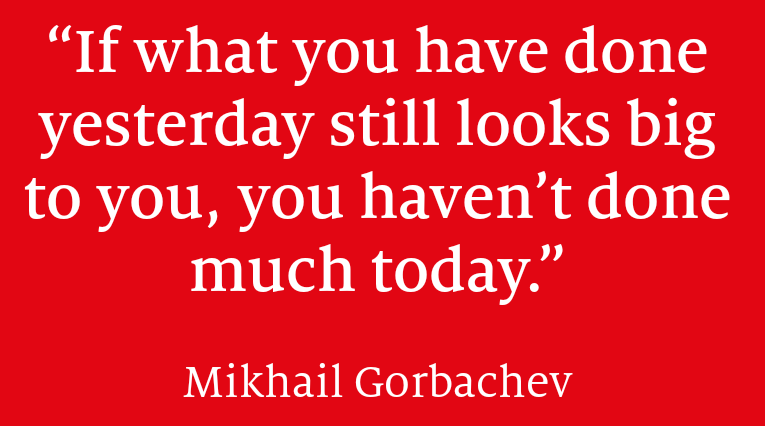 “If what you have done
yesterday still looks big
to you, you haven’t done
much today.”
Mikhail Gorbachev